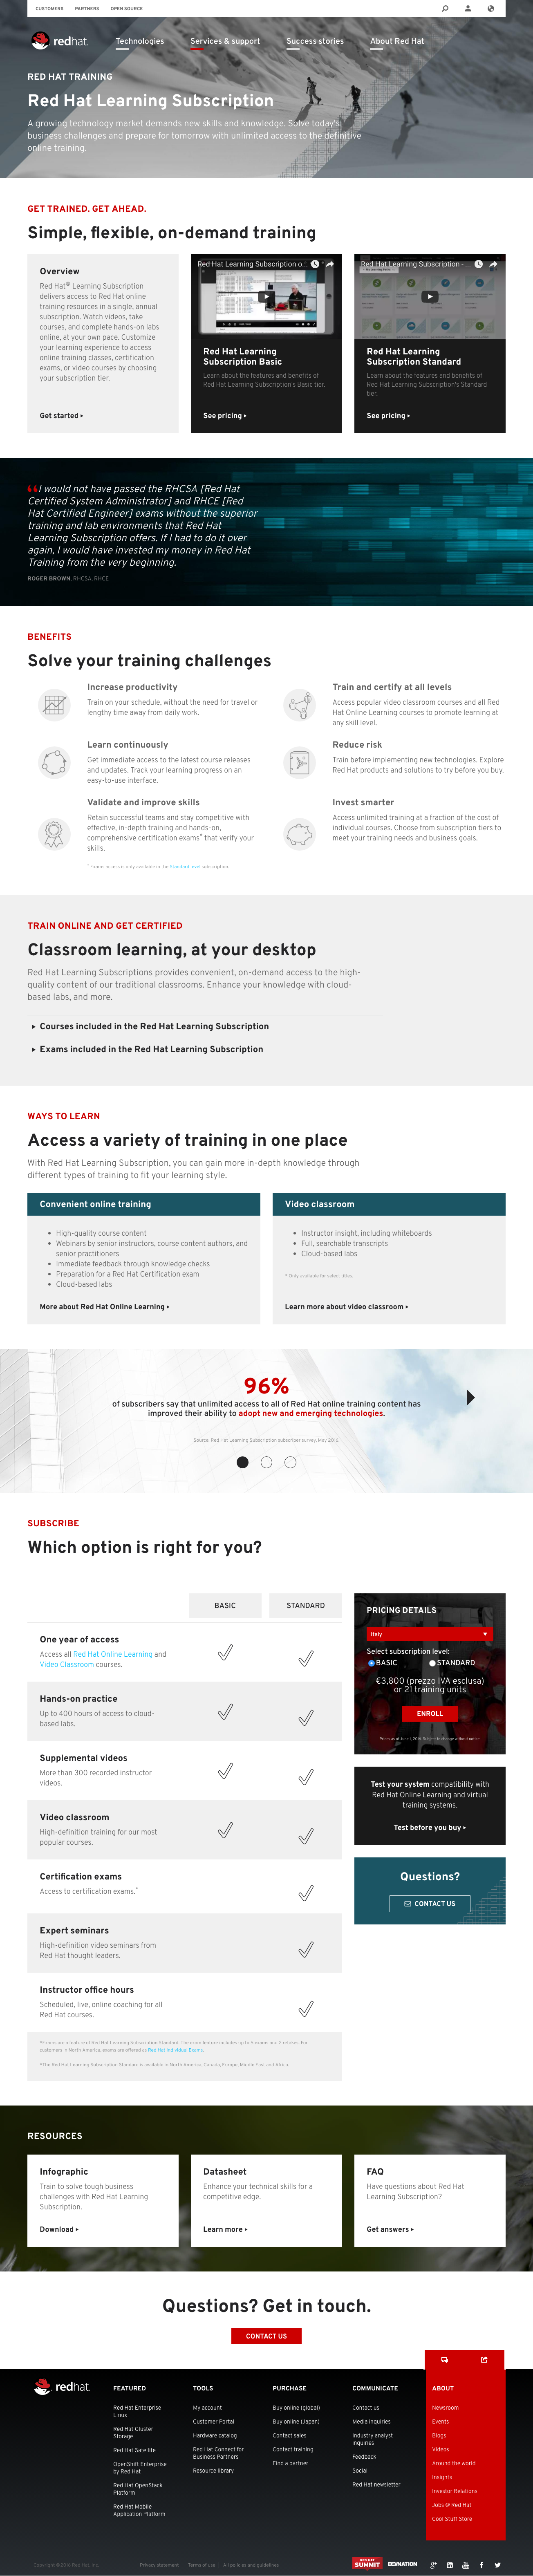 CUSTOMERS PARTNERS OPEN SOURCE
redhat.
Technologies Services & support Success stories About Red Hat
RED HAT TRAINING
Red Hat Learning Subscription
A growing technology market demands new skills and knowledge. Solve today's
business challenges and prepare for tomorrow with unlimited access to the definitive
online training.
GET TRAINED. GET AHEAD.
Simple, flexible, on-demand training
Overview
Red Hat® Learning Subscription
delivers access to Red Hat online
training resources in a single, annual
subscription. Watch videos, take
courses, and complete hands-on labs
online, at your own pace. Customize
your learning experience to access
online training classes, certification
exams, or video courses by choosing
your subscription tier.
Get started
Red Hat Learning Subscription o...
Red Hat Learning
Subscription Basic
Learn about the features and benefits of
Red Hat Learning Subscription's Basic tier.
See pricing
Red Hat Learning Subscription - ...
Red Hat Learning
Subscription Standard
Learn about the features and benefits of
Red Hat Learning Subscription's Standard
tier.
See pricing
“I would not have passed the RHCSA [Red Hat
Certified System Administrator] and RHCE [Red
Hat Certified Engineer] exams without the superior
training and lab environments that Red Hat
Learning Subscription offers. If I had to do it over
again, I would have invested my money in Red Hat
Training from the very beginning.
ROGER BROWN, RHCSA, RHCE
BENEFITS
Solve your training challenges
Increase productivity
Train on your schedule, without the need for travel or
lengthy time away from daily work.
Train and certify at all levels
Access popular video classroom courses and all Red
Hat Online Learning courses to promote learning at
any skill level.
Learn continuously
Get immediate access to the latest course releases
and updates. Track your learning progress on an
easy-to-use interface.
Reduce risk
Train before implementing new technologies. Explore
Red Hat products and solutions to try before you buy.
Validate and improve skills
Retain successful teams and stay competitive with
effective, in-depth training and hands-on,
comprehensive certification exams* that verify your
skills.
* Exams access is only available in the Standard level subscription.
Invest smarter
Access unlimited training at a fraction of the cost of
individual courses. Choose from subscription tiers to
meet your training needs and business goals.
TRAIN ONLINE AND GET CERTIFIED
Classroom learning, at your desktop
Red Hat Learning Subscriptions provides convenient, on-demand access to the high-
quality content of our traditional classrooms. Enhance your knowledge with cloud-
based labs, and more.
Courses included in the Red Hat Learning Subscription
Exams included in the Red Hat Learning Subscription
WAYS TO LEARN
Access a variety of training in one place
With Red Hat Learning Subscription, you can gain more in-depth knowledge through
different types of training to fit your learning style.
Convenient online training
• High-quality course content
• Webinars by senior instructors, course content authors, and
senior practitioners
• Immediate feedback through knowledge checks
• Preparation for a Red Hat Certification exam
• Cloud-based labs
More about Red Hat Online Learning
Video classroom
• Instructor insight, including whiteboards
• Full, searchable transcripts
• Cloud-based labs
* Only available for select titles.
Learn more about video classroom
96%
of subscribers say that unlimited access to all of Red Hat online training content has
improved their ability to adopt new and emerging technologies.
Source: Red Hat Learning Subscription subscriber survey, May 2016.
SUBSCRIBE
Which option is right for you?
BASIC STANDARD
One year of access
Access all Red Hat Online Learning and
Video Classroom courses.
Hands-on practice
Up to 400 hours of access to cloud-
based labs.
Supplemental videos
More than 300 recorded instructor
videos.
Video classroom
High-definition training for our most
popular courses.
Certification exams
Access to certification exams.*
Expert seminars
High-definition video seminars from
Red Hat thought leaders.
Instructor office hours
Scheduled, live, online coaching for all
Red Hat courses.
*Exams are a feature of Red Hat Learning Subscription Standard. The exam feature includes up to 5 exams and 2 retakes. For
customers in North America, exams are offered as Red Hat Individual Exams.
*The Red Hat Learning Subscription Standard is available in North America, Canada, Europe, Middle East and Africa.
PRICING DETAILS
Italy
Select subscription level:
BASIC STANDARD
€3,800 (prezzo IVA esclusa)
or 21 training units
ENROLL
Prices as of June 1, 2016. Subject to change without notice.
Test your system compatibility with
Red Hat Online Learning and virtual
training systems.
Test before you buy
Questions?
CONTACT US
RESOURCES
Infographic
Train to solve tough business
challenges with Red Hat Learning
Subscription.
Download
Datasheet
Enhance your technical skills for a
competitive edge.
Learn more
FAQ
Have questions about Red Hat
Learning Subscription?
Get answers
Questions? Get in touch.
CONTACT US
redhat.
FEATURED
Red Hat Enterprise
Linux
Red Hat Gluster
Storage
Red Hat Satellite
OpenShift Enterprise
by Red Hat
Red Hat OpenStack
Platform
Red Hat Mobile
Application Platform
TOOLS
My account
Customer Portal
Hardware catalog
Red Hat Connect for
Business Partners
Resource library
PURCHASE
Buy online (global)
Buy online (Japan)
Contact sales
Contact training
Find a partner
COMMUNICATE
Contact us
Media inquiries
Industry analyst
inquiries
Feedback
Social
Red Hat newsletter
ABOUT
Newsroom
Events
Blogs
Videos
Around the world
Insights
Investor Relations
Jobs @ Red Hat
Cool Stuff Store
Copyright ©2016 Red Hat, Inc.
Privacy statement Terms of use | All policies and guidelines
RED HAT
SUMMIT
DEVNATION